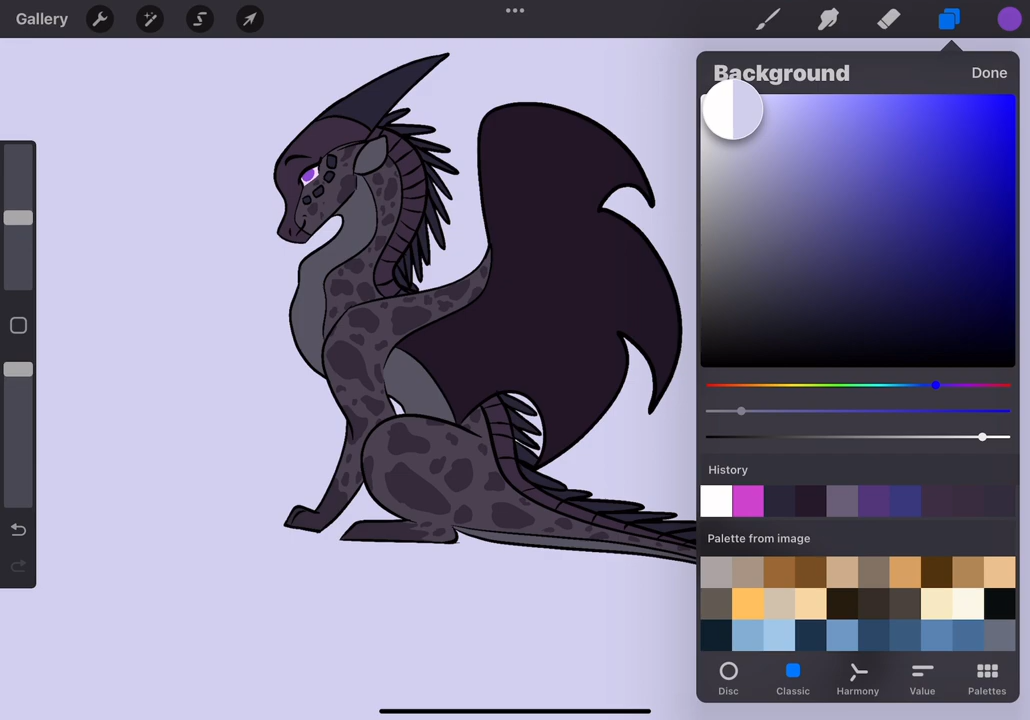 Gallery
Background
Done
History
Palette from image
Disc
Classic
Harmony
Value
Palettes